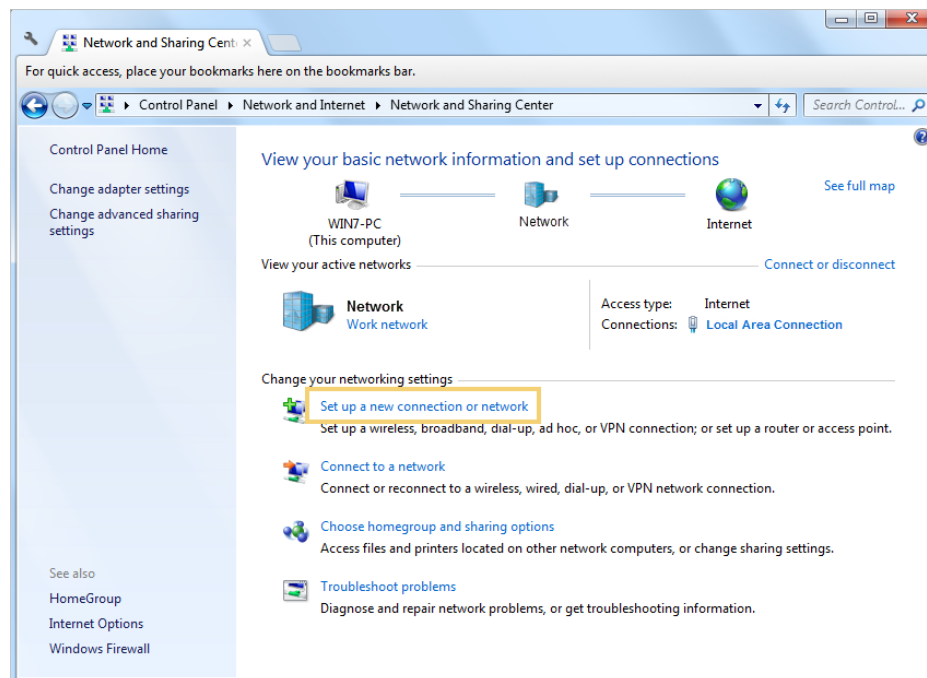 Network and Sharing Cent
For quick access, place your bookmarks here on the bookmarks bar.
Control Panel Network and Internet Network and Sharing Center
Search Control...
Control Panel Home
Change adapter settings
Change advanced sharing
settings
View your basic network information and set up connections
See full map
WIN7-PC
(This computer)
Network
Internet
View your active networks
Connect or disconnect
Network
Work network
Access type: Internet
Connections: Local Area Connection
Change your networking settings
Set up a new connection or network
Set up a wireless, broadband, dial-up, ad hoc, or VPN connection; or set up a router or access point.
Connect to a network
Connect or reconnect to a wireless, wired, dial-up, or VPN network connection.
Choose homegroup and sharing options
Access files and printers located on other network computers, or change sharing settings.
Troubleshoot problems
Diagnose and repair network problems, or get troubleshooting information.
See also
HomeGroup
Internet Options
Windows Firewall